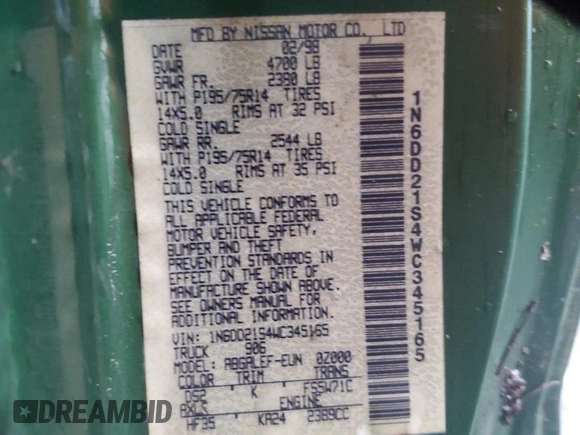 MFD BY NISSAN MOTOR CO., LTD
DATE 02/98
GVWR 4700 LB
GAWR FR. 2380 LB
WITH P195/75R14 TIRES
14X5.0 RIMS AT 32 PSI
COLD SINGLE
GAWR RR. 2544 LB
WITH P195/75R14 TIRES
14X5.0 RIMS AT 35 PSI
COLD SINGLE
THIS VEHICLE CONFORMS TO
ALL APPLICABLE FEDERAL
MOTOR VEHICLE SAFETY,
BUMPER AND THEFT
PREVENTION STANDARDS IN
EFFECT ON THE DATE OF
MANUFACTURE SHOWN ABOVE.
SEE OWNERS MANUAL FOR
ADDITIONAL INFORMATION.
VIN: 1N6DD21S4WC345165
TRUCK 906
MODEL: ABGALEF-EUN 0Z000
COLOR TRIM TRANS
DS2 K FS5W71C
AXLS ENGINE
HF35 KA24 2389CC
1N6DD21S4WC345165
DREAMBID